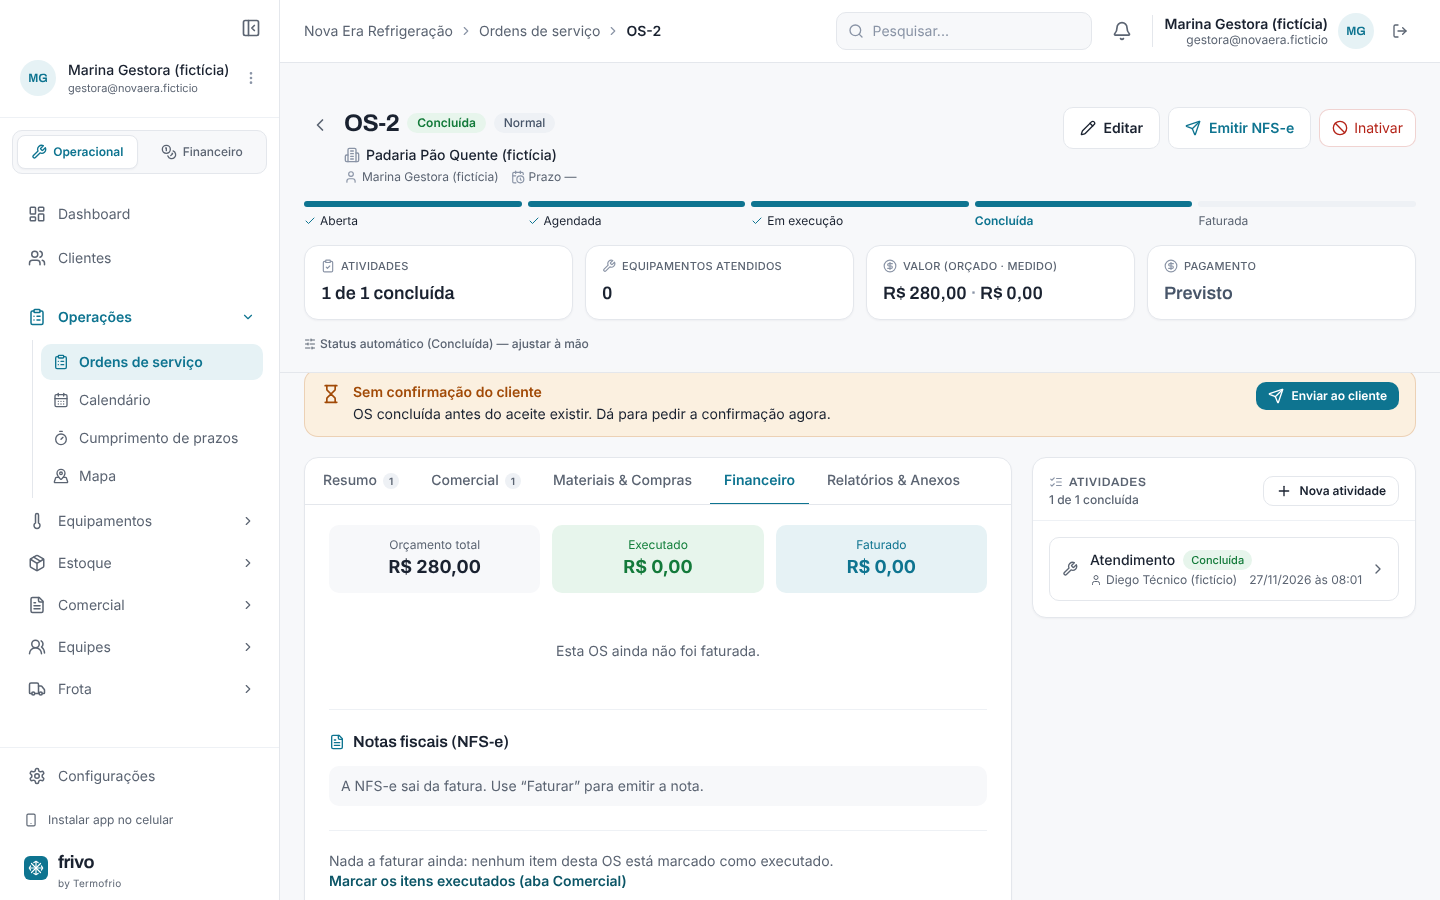 Nova Era Refrigeração > Ordens de serviço > OS-2
Pesquisar...
Marina Gestora (fictícia)
gestora@novaera.ficticio
MG
MG
Marina Gestora (fictícia)
gestora@novaera.ficticio
Operacional
Financeiro
Dashboard
Clientes
Operações
Ordens de serviço
Calendário
Cumprimento de prazos
Mapa
Equipamentos
Estoque
Comercial
Equipes
Frota
Configurações
Instalar app no celular
frivo
by Termofrio
OS-2 Concluída Normal
Padaria Pão Quente (fictícia)
Marina Gestora (fictícia) Prazo —
Editar
Emitir NFS-e
Inativar
Aberta
Agendada
Em execução
Concluída
Faturada
ATIVIDADES
1 de 1 concluída
EQUIPAMENTOS ATENDIDOS
0
VALOR (ORÇADO · MEDIDO)
R$ 280,00 · R$ 0,00
PAGAMENTO
Previsto
Status automático (Concluída) — ajustar à mão
Sem confirmação do cliente
OS concluída antes do aceite existir. Dá para pedir a confirmação agora.
Enviar ao cliente
Resumo 1
Comercial 1
Materiais & Compras
Financeiro
Relatórios & Anexos
Orçamento total
R$ 280,00
Executado
R$ 0,00
Faturado
R$ 0,00
Esta OS ainda não foi faturada.
Notas fiscais (NFS-e)
A NFS-e sai da fatura. Use “Faturar” para emitir a nota.
Nada a faturar ainda: nenhum item desta OS está marcado como executado.
Marcar os itens executados (aba Comercial)
ATIVIDADES
1 de 1 concluída
Nova atividade
Atendimento Concluída
Diego Técnico (fictício) 27/11/2026 às 08:01